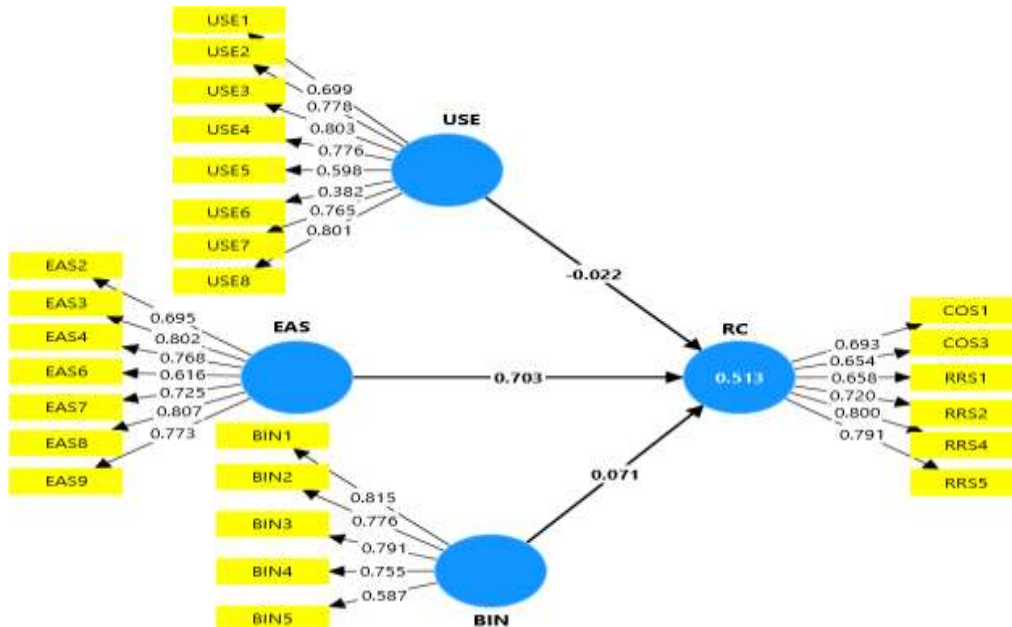 USE1
USE2
USE3
USE4
USE5
USE6
USE7
USE8
0.699
0.778
0.803
0.776
0.598
0.382
0.765
0.801
USE
-0.022
EAS2
EAS3
EAS4
EAS6
EAS7
EAS8
EAS9
0.695
0.802
0.768
0.616
0.725
0.807
0.773
EAS
0.703
RC
0.513
COS1
COS3
RRS1
RRS2
RRS4
RRS5
0.693
0.654
0.658
0.720
0.800
0.791
BIN1
BIN2
BIN3
BIN4
BIN5
0.815
0.776
0.791
0.755
0.587
BIN
0.071